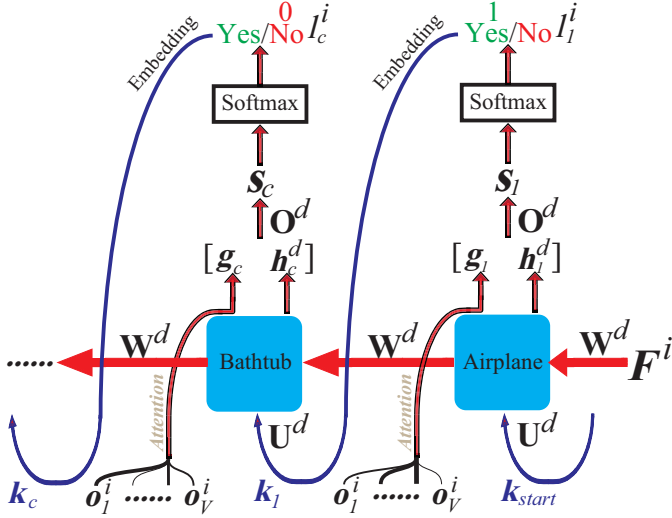 0 1
Yes/No l_c^i Yes/No l_1^i
Embedding Embedding
Softmax Softmax
s_c s_1
O^d O^d
[g_c h_c^d] [g_1 h_1^d]
W^d W^d W^d
...... Bathtub Airplane F^i
Attention Attention
U^d U^d
k_c o_1^i ...... o_V^i k_1 o_1^i ...... o_V^i k_start